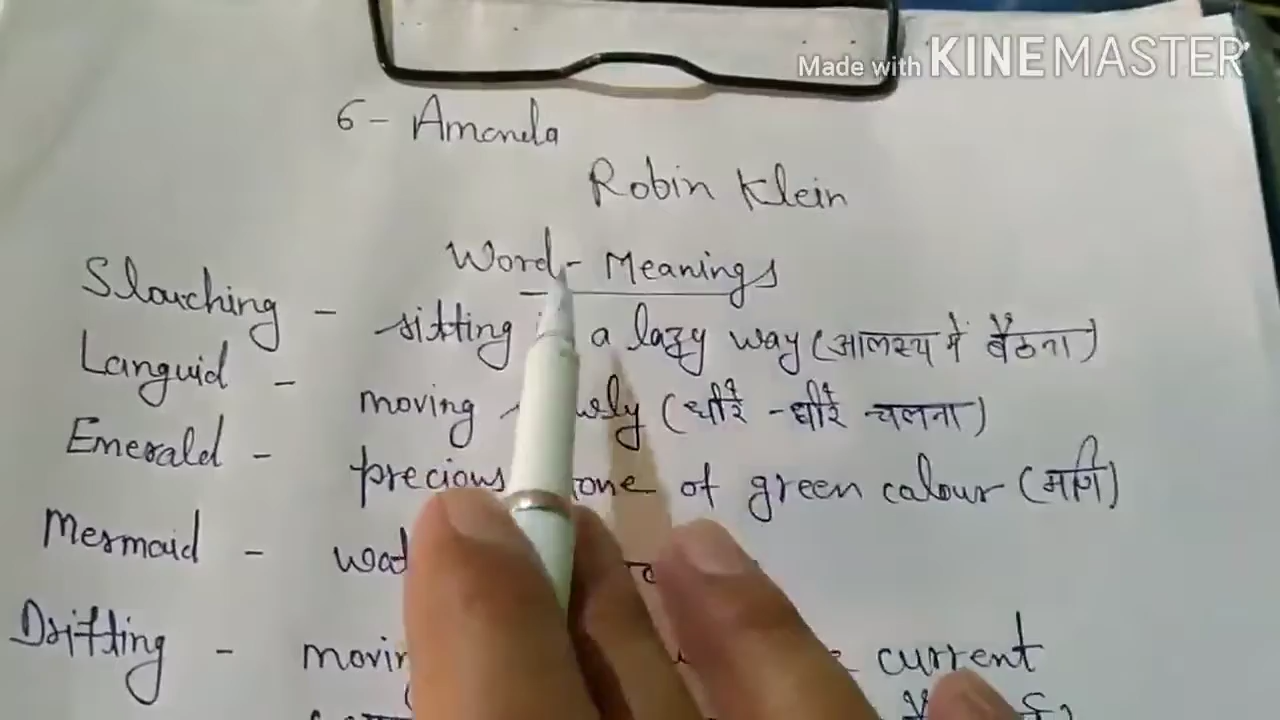 Made with KINEMASTER
6 - Amanda
Robin Klein
Word - Meanings
Slouching - sitting a lazy way (आलस्य में बैठना)
Languid - moving (धीरे -धीरे चलना)
Emerald - precious of green colour (मणि)
Mermaid -
Drifting - current